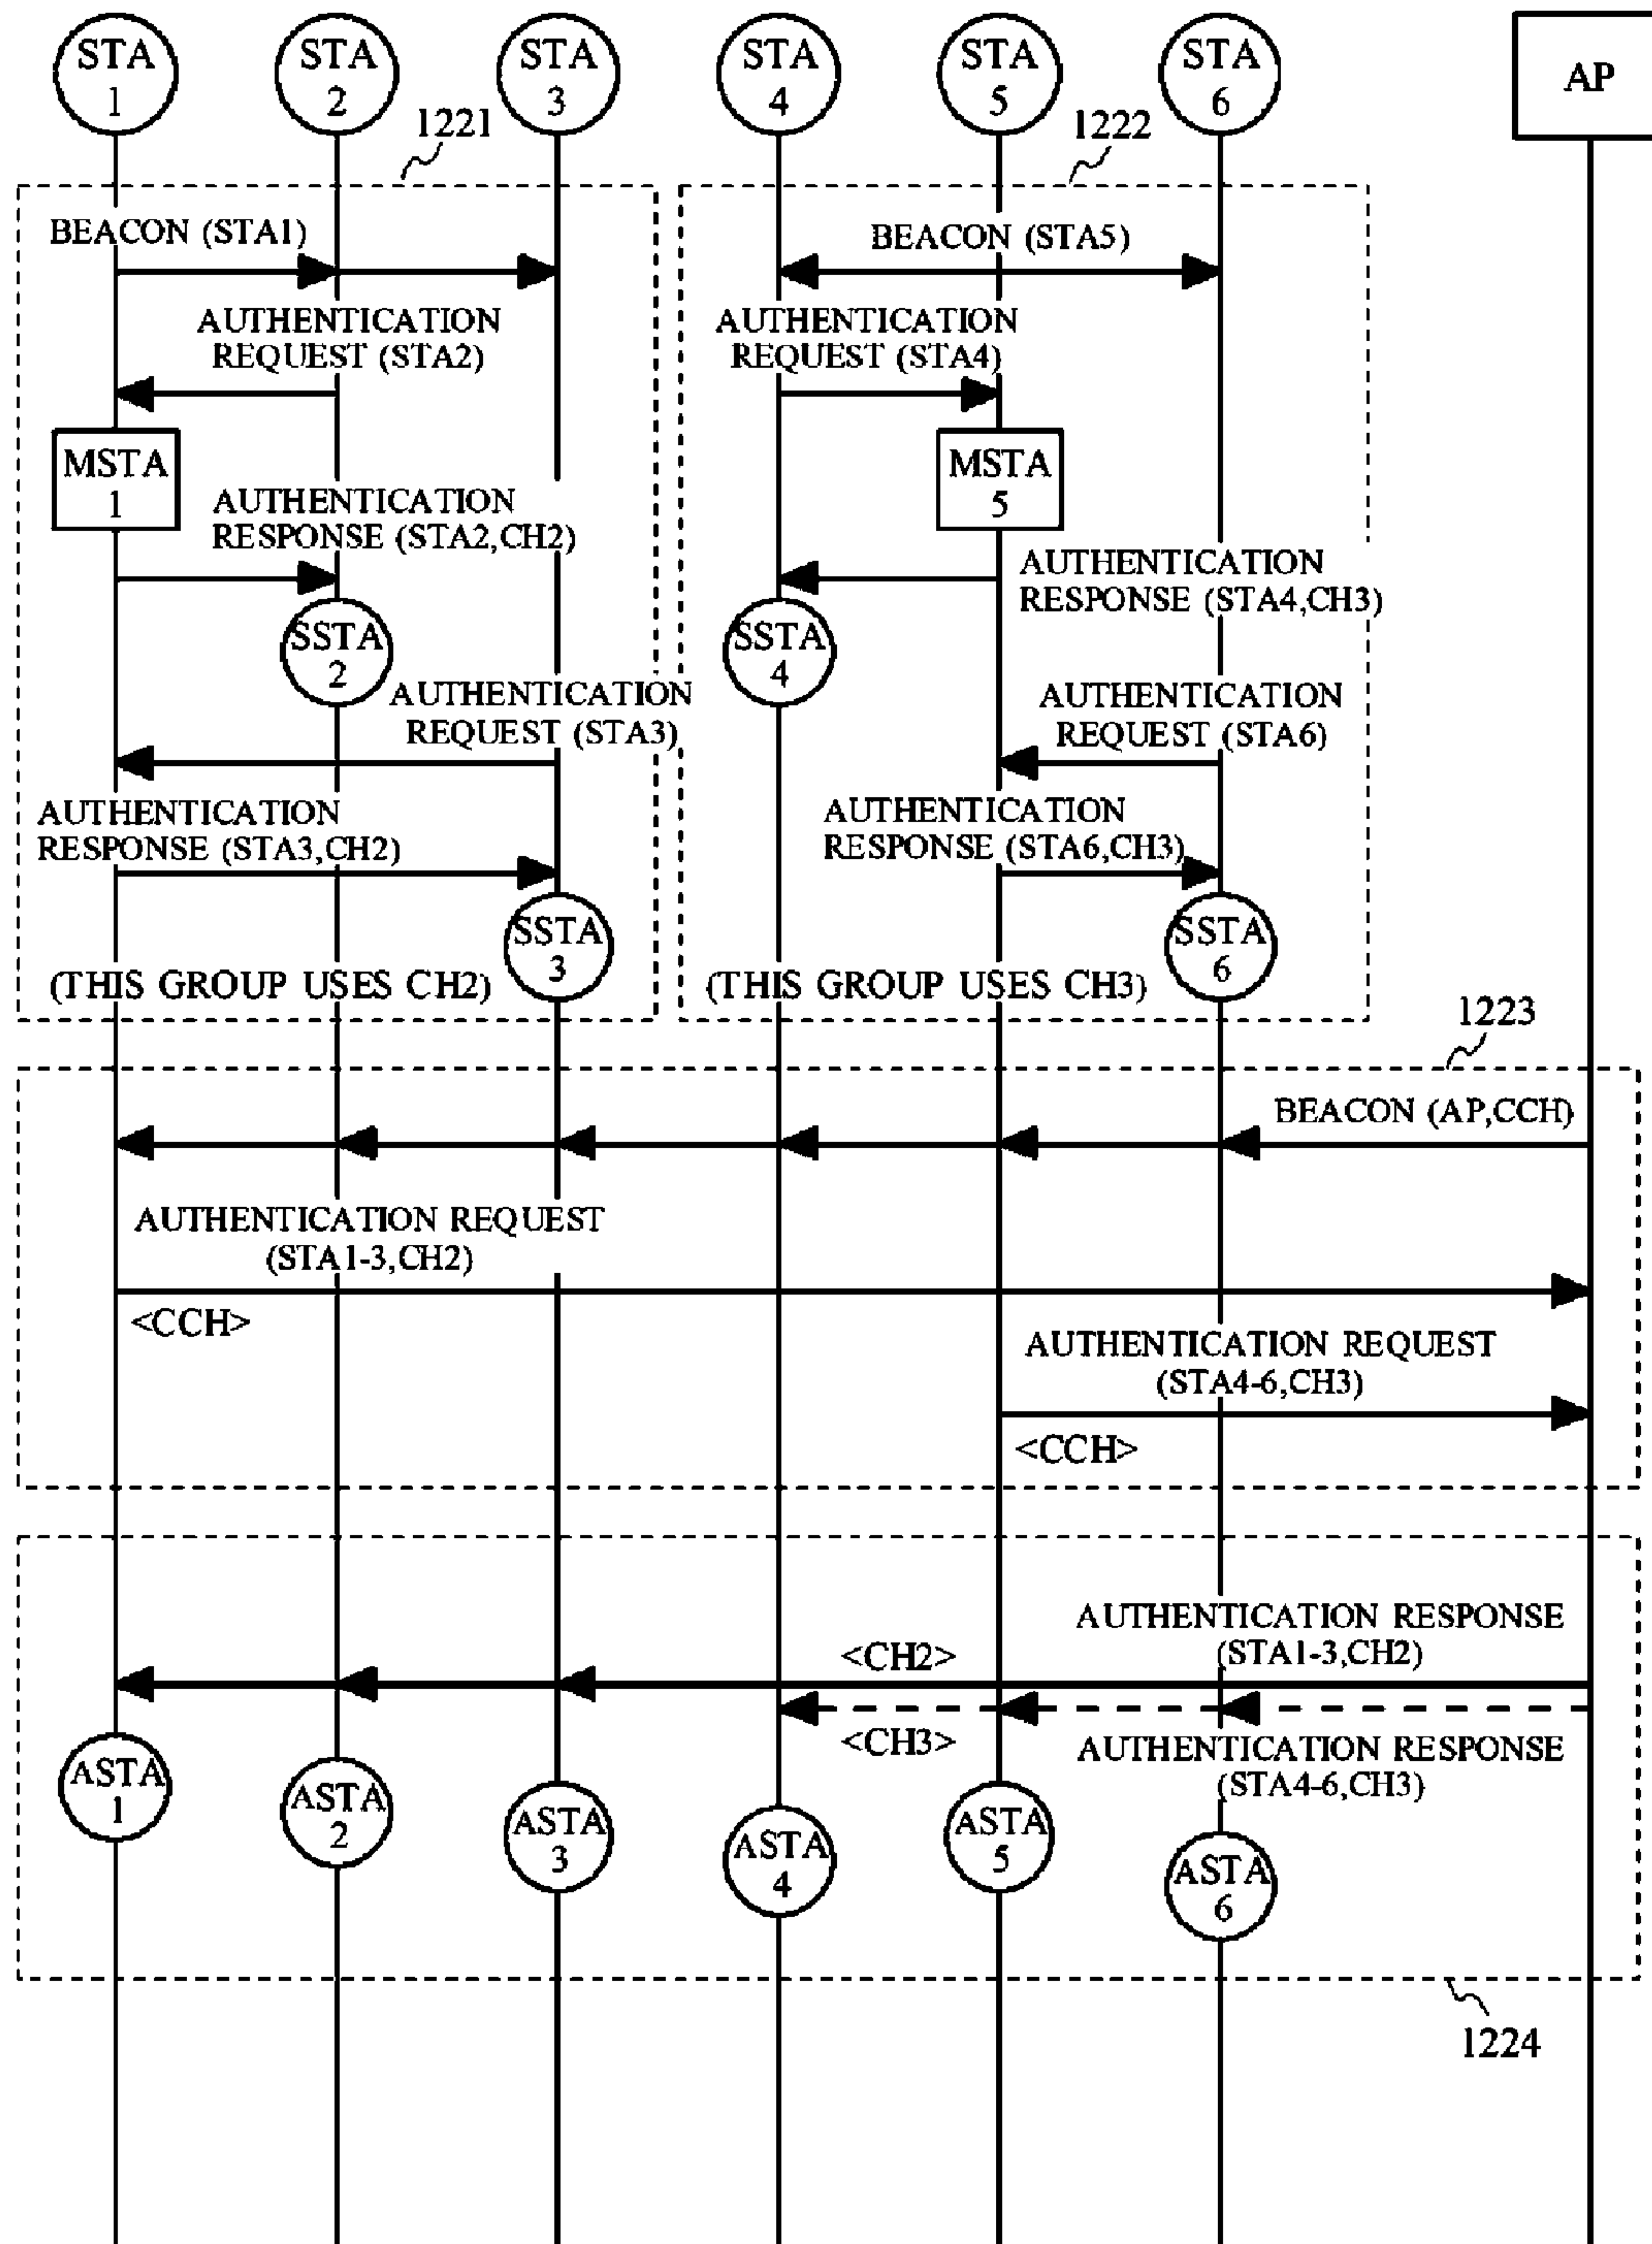 STA
1
STA
2
STA
3
STA
4
STA
5
STA
6
AP
1221
1222
BEACON (STA1)
BEACON (STA5)
AUTHENTICATION
REQUEST (STA2)
AUTHENTICATION
REQUEST (STA4)
MSTA
1
MSTA
5
AUTHENTICATION
RESPONSE (STA2,CH2)
AUTHENTICATION
RESPONSE (STA4,CH3)
SSTA
2
SSTA
4
AUTHENTICATION
REQUEST (STA3)
AUTHENTICATION
REQUEST (STA6)
AUTHENTICATION
RESPONSE (STA3,CH2)
AUTHENTICATION
RESPONSE (STA6,CH3)
SSTA
3
SSTA
6
(THIS GROUP USES CH2)
(THIS GROUP USES CH3)
1223
BEACON (AP,CCH)
AUTHENTICATION REQUEST
(STA1-3,CH2)
<CCH>
AUTHENTICATION REQUEST
(STA4-6,CH3)
<CCH>
AUTHENTICATION RESPONSE
(STA1-3,CH2)
<CH2>
<CH3>
AUTHENTICATION RESPONSE
(STA4-6,CH3)
ASTA
1
ASTA
2
ASTA
3
ASTA
4
ASTA
5
ASTA
6
1224